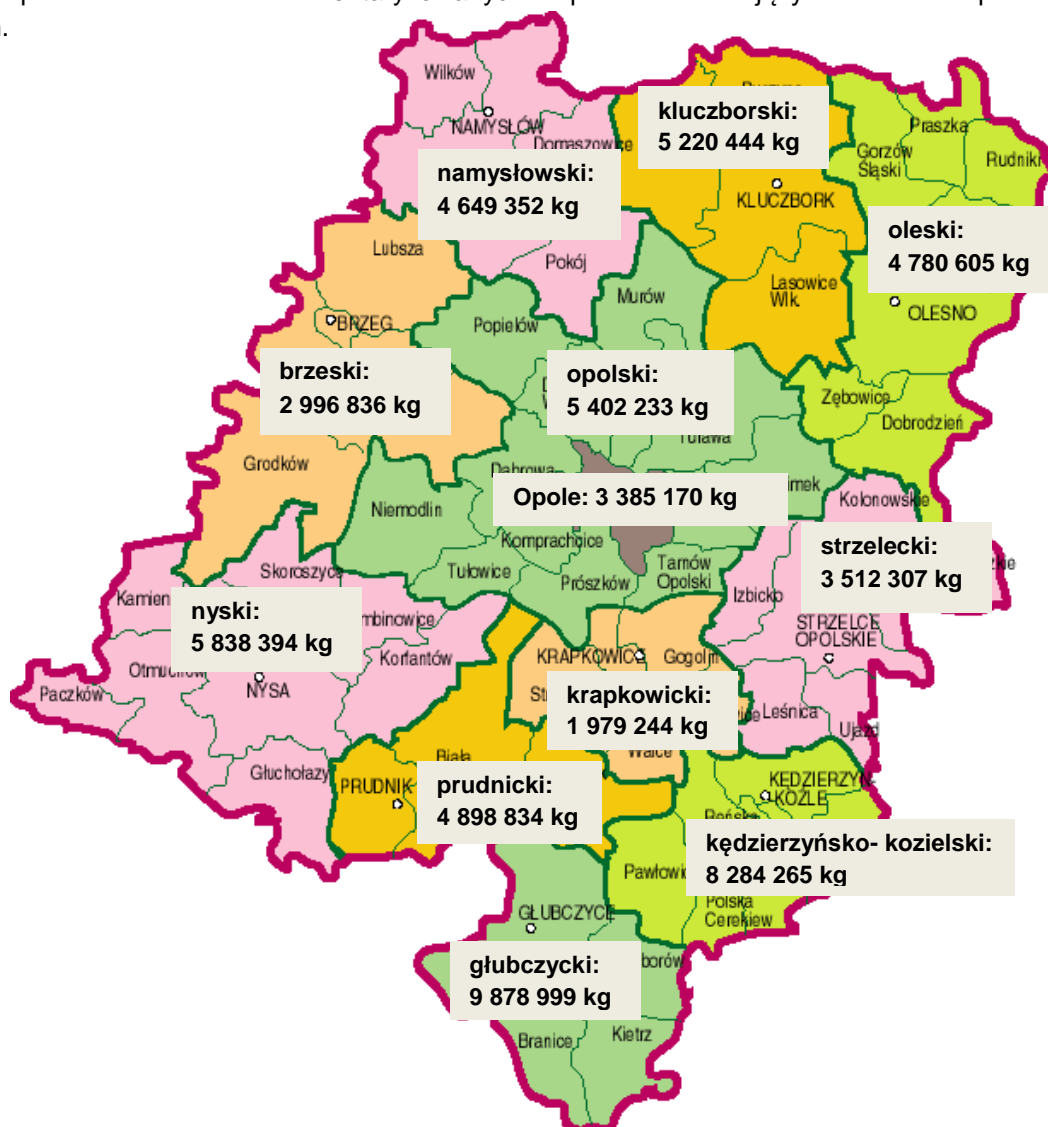 Wilków
NAMYSŁÓW
Domaszowice
kluczborski:
5 220 444 kg
Praszka
Gorzów
Śląski
Rudniki
namysłowski:
4 649 352 kg
KLUCZBORK
oleski:
4 780 605 kg
Lubsza
Pokój
Murów
Lasowice
Wlk.
OLESNO
BRZEG
Popielów
brzeski:
2 996 836 kg
opolski:
5 402 233 kg
Zębowice
Dobrodzień
Grodków
Niemodlin
Opole: 3 385 170 kg
Kolonowskie
Komprachcice
Tułowice
Prószków
Tarnów
Opolski
strzelecki:
3 512 307 kg
Skoroszyce
Izbicko
nyski:
5 838 394 kg
STRZELCE
OPOLSKIE
Korfantów
KRAPKOWICE
Gogolin
Otmuchów
NYSA
Paczków
krapkowicki:
1 979 244 kg
Leśnica
Ujazd
Walce
Biała
Głuchołazy
PRUDNIK
prudnicki:
4 898 834 kg
KĘDZIERZYN-
KOŹLE
kędzierzyńsko- kozielski:
8 284 265 kg
Polska
Cerekiew
GŁUBCZYCE
głubczycki:
9 878 999 kg
Branice
Kietrz